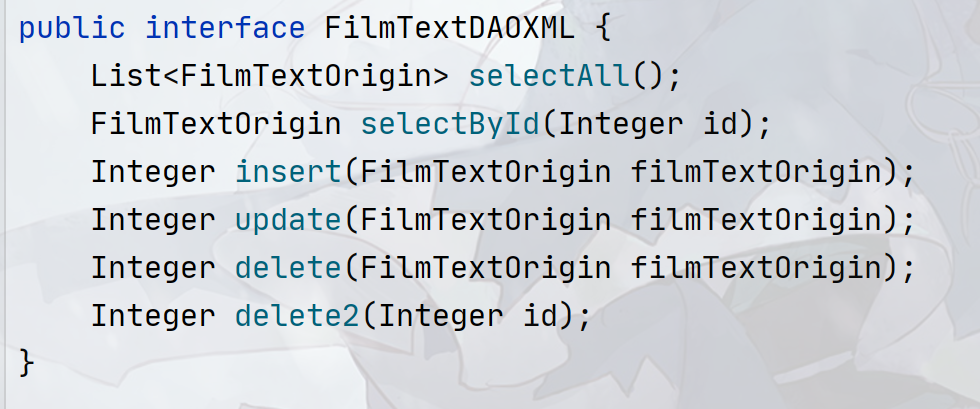 public interface FilmTextDAOXML {
    List<FilmTextOrigin> selectAll();
    FilmTextOrigin selectById(Integer id);
    Integer insert(FilmTextOrigin filmTextOrigin);
    Integer update(FilmTextOrigin filmTextOrigin);
    Integer delete(FilmTextOrigin filmTextOrigin);
    Integer delete2(Integer id);
}